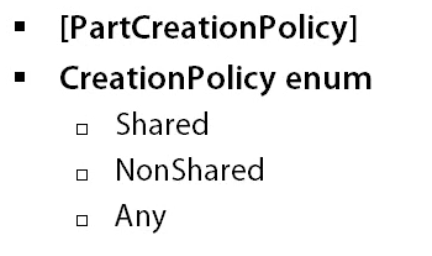 [PartCreationPolicy]
CreationPolicy enum
Shared
NonShared
Any